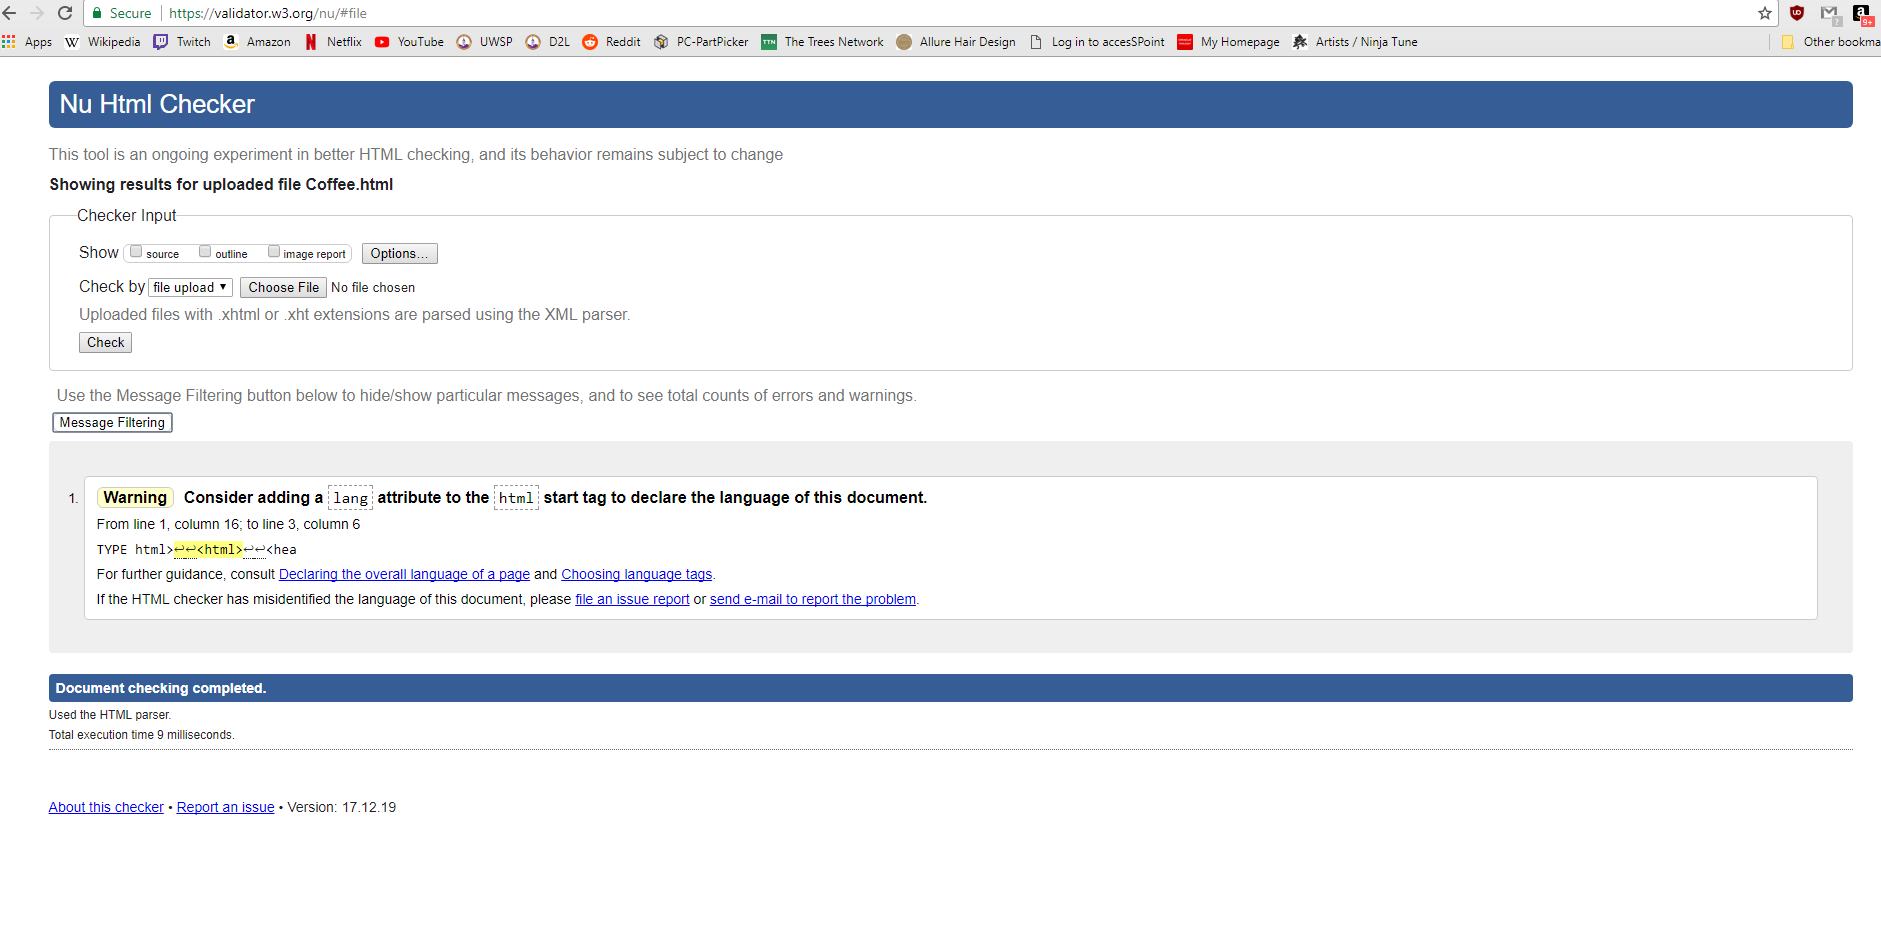 Secure https://validator.w3.org/nu/#file
Apps Wikipedia Twitch Amazon Netflix YouTube UWSP D2L Reddit PC-PartPicker TTN The Trees Network Allure Hair Design Log in to accesSPoint My Homepage Artists / Ninja Tune Other bookma
Nu Html Checker
This tool is an ongoing experiment in better HTML checking, and its behavior remains subject to change
Showing results for uploaded file Coffee.html
Checker Input
Show source outline image report Options...
Check by file upload ▼ Choose File No file chosen
Uploaded files with .xhtml or .xht extensions are parsed using the XML parser.
Check
Use the Message Filtering button below to hide/show particular messages, and to see total counts of errors and warnings.
Message Filtering
1. Warning Consider adding a lang attribute to the html start tag to declare the language of this document.
From line 1, column 16; to line 3, column 6
TYPE html>↩↩<html>↩↩<hea
For further guidance, consult Declaring the overall language of a page and Choosing language tags.
If the HTML checker has misidentified the language of this document, please file an issue report or send e-mail to report the problem.
Document checking completed.
Used the HTML parser.
Total execution time 9 milliseconds.
About this checker • Report an issue • Version: 17.12.19